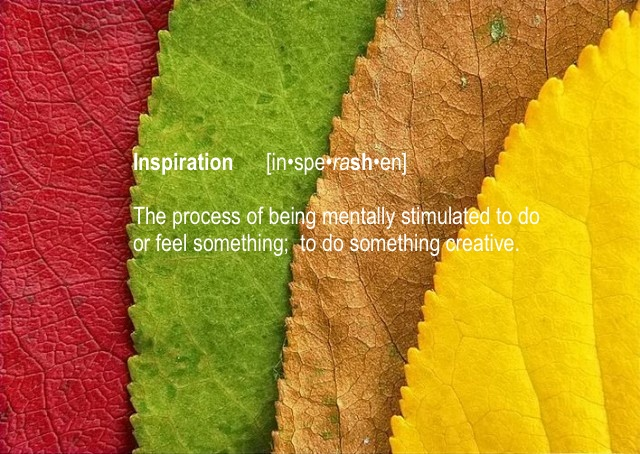 Inspiration [in•spe•rash•en]
The process of being mentally stimulated to do
or feel something; to do something creative.